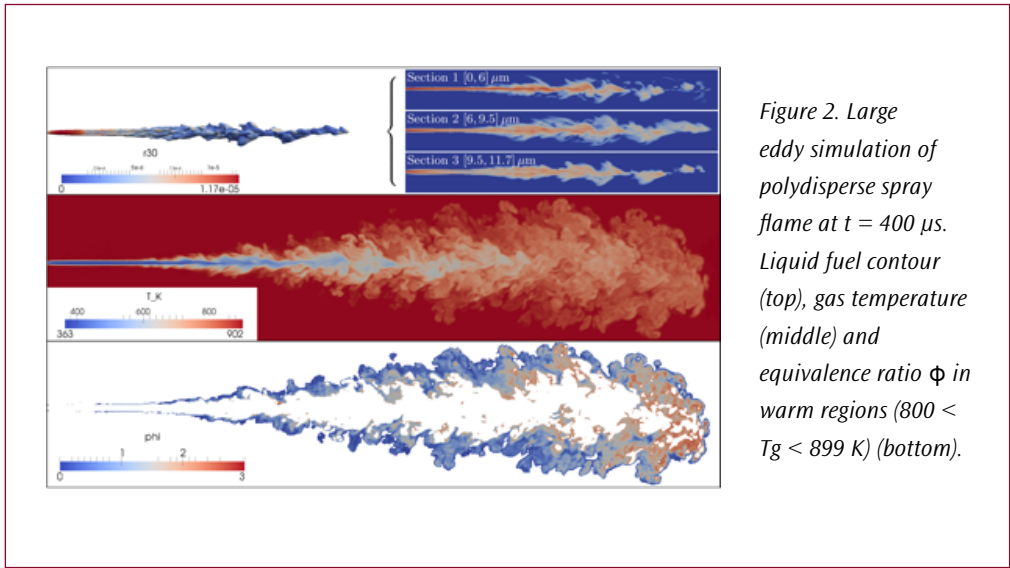 Section 1 [0, 6] μm
Section 2 [6, 9.5] μm
Section 3 [9.5, 11.7] μm
r30
0
1.17e-05
T_K
400 600 800
363 902
phi
1 2
0 3
Figure 2. Large
eddy simulation of
polydisperse spray
flame at t = 400 μs.
Liquid fuel contour
(top), gas temperature
(middle) and
equivalence ratio ϕ in
warm regions (800 <
Tg < 899 K) (bottom).